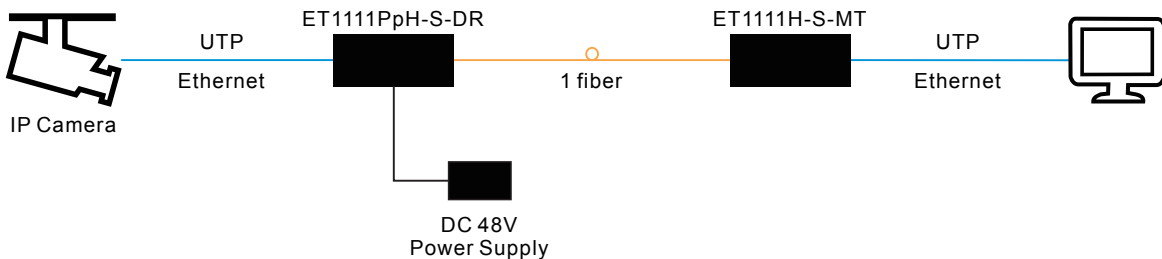 ET1111PpH-S-DR
ET1111H-S-MT
UTP
UTP
Ethernet
1 fiber
Ethernet
IP Camera
DC 48V
Power Supply